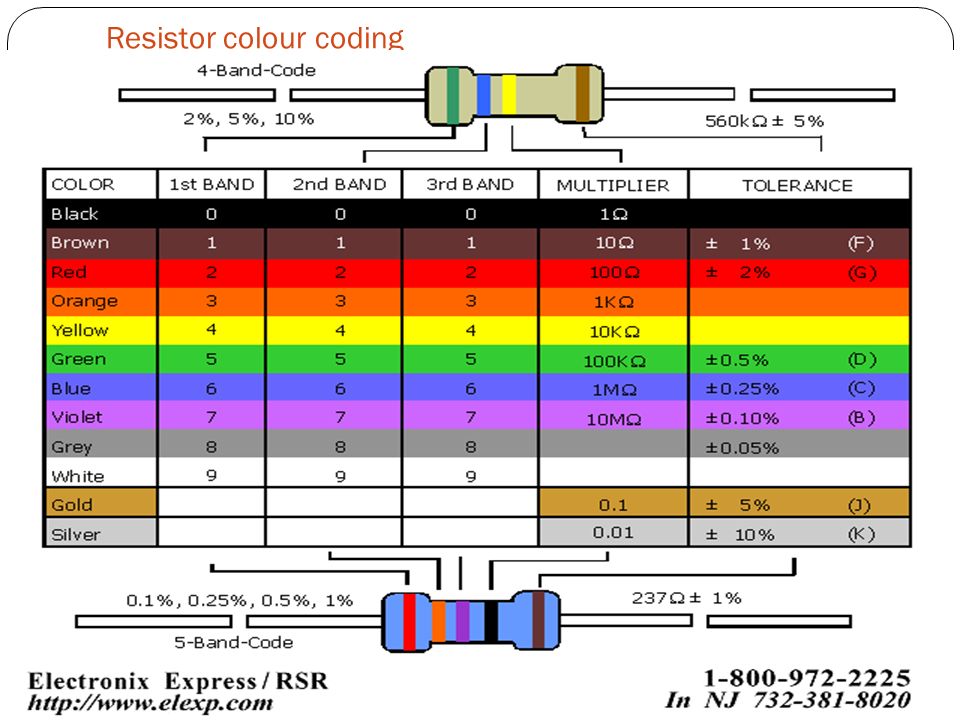 Resistor colour coding
4-Band-Code
2%, 5%, 10%
560kΩ ± 5%
COLOR 1st BAND 2nd BAND 3rd BAND MULTIPLIER TOLERANCE
Black 0 0 0 1Ω
Brown 1 1 1 10Ω ± 1% (F)
Red 2 2 2 100Ω ± 2% (G)
Orange 3 3 3 1KΩ
Yellow 4 4 4 10KΩ
Green 5 5 5 100KΩ ±0.5% (D)
Blue 6 6 6 1MΩ ±0.25% (C)
Violet 7 7 7 10MΩ ±0.10% (B)
Grey 8 8 8 ±0.05%
White 9 9 9
Gold 0.1 ± 5% (J)
Silver 0.01 ± 10% (K)
0.1%, 0.25%, 0.5%, 1%
237Ω ± 1%
5-Band-Code
Electronix Express / RSR
http://www.elexp.com
1-800-972-2225
In NJ 732-381-8020